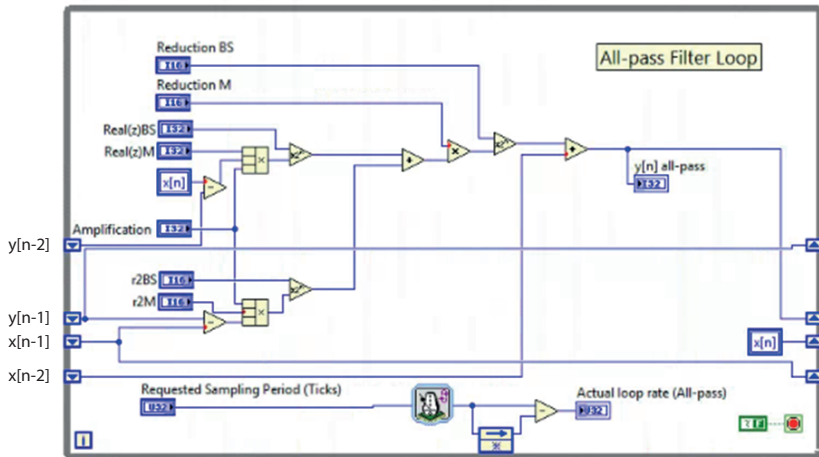 Reduction BS
I16
All-pass Filter Loop
Reduction M
I16
Real(z)BS
I32
Real(z)M
I32
x[n]
y[n] all-pass
I32
Amplification
I32
y[n-2]
r2BS
I16
r2M
I16
y[n-1]
x[n-1]
x[n]
x[n-2]
Requested Sampling Period (Ticks)
U32
Actual loop rate (All-pass)
U32
i